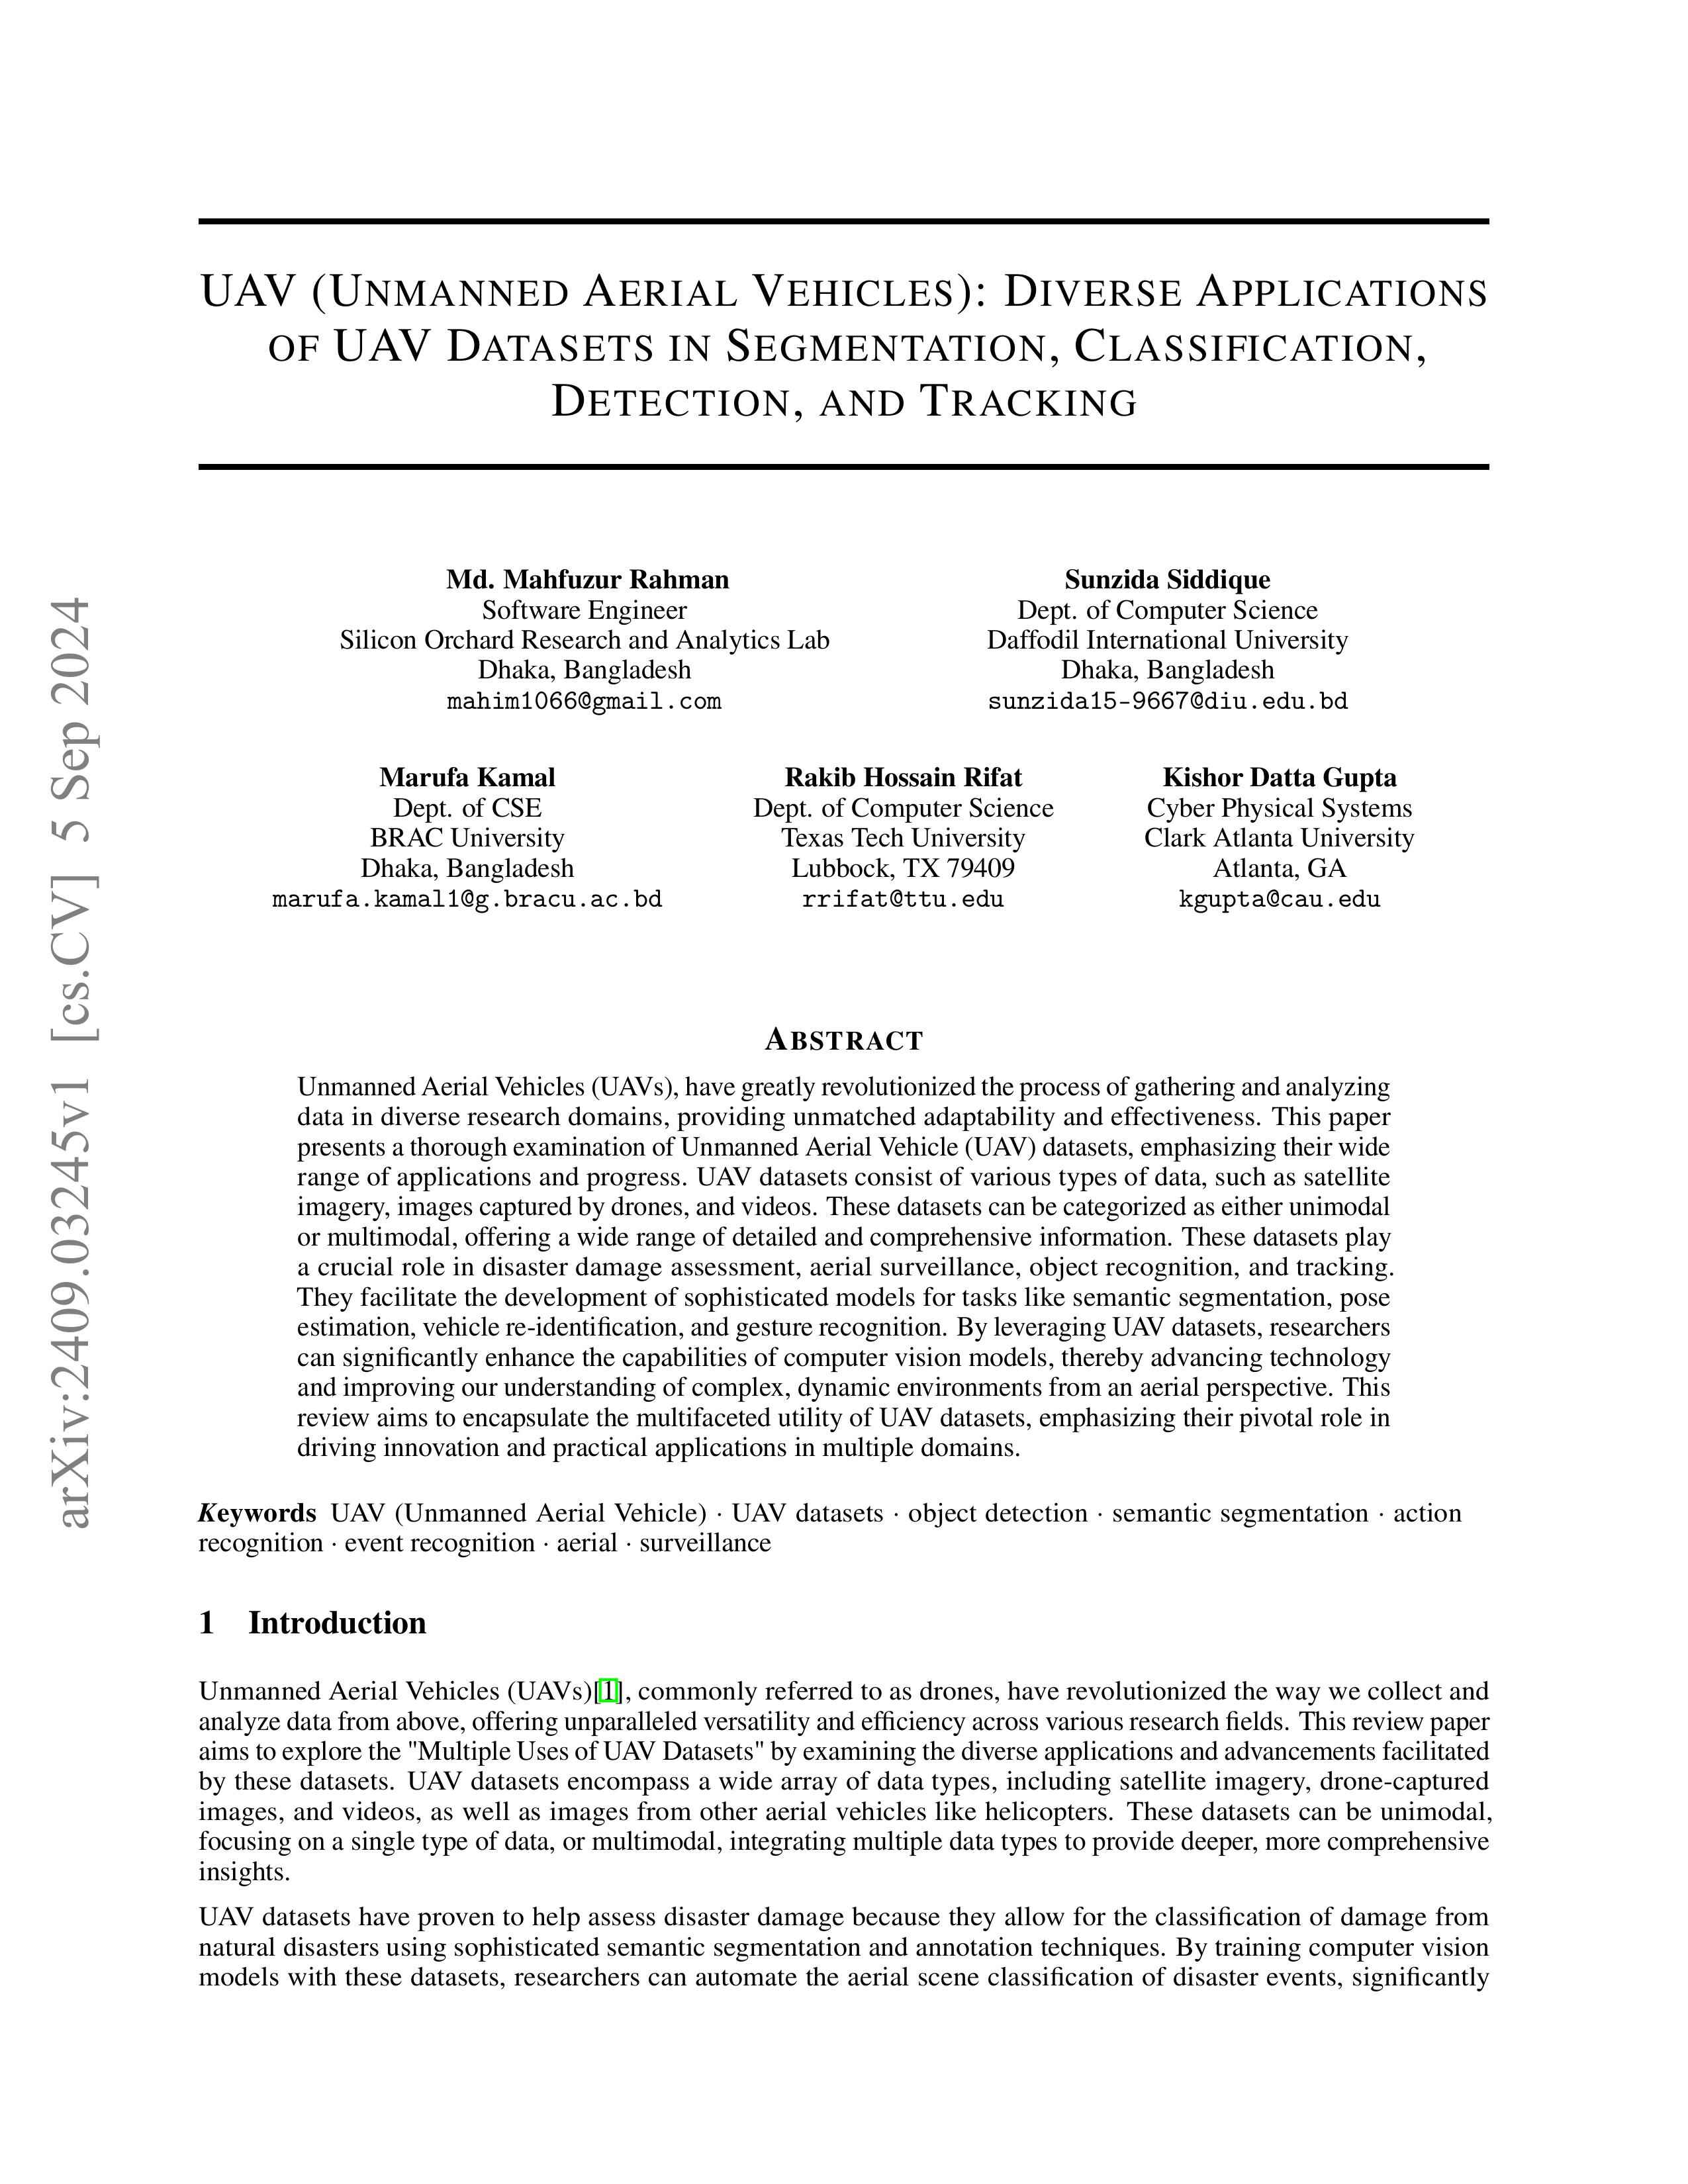 arXiv:2409.03245v1 [cs.CV] 5 Sep 2024
UAV (UNMANNED AERIAL VEHICLES): DIVERSE APPLICATIONS
OF UAV DATASETS IN SEGMENTATION, CLASSIFICATION,
DETECTION, AND TRACKING
Md. Mahfuzur Rahman
Software Engineer
Silicon Orchard Research and Analytics Lab
Dhaka, Bangladesh
mahim1066@gmail.com
Sunzida Siddique
Dept. of Computer Science
Daffodil International University
Dhaka, Bangladesh
sunzida15-9667@diu.edu.bd
Marufa Kamal
Dept. of CSE
BRAC University
Dhaka, Bangladesh
marufa.kamal1@g.bracu.ac.bd
Rakib Hossain Rifat
Dept. of Computer Science
Texas Tech University
Lubbock, TX 79409
rrifat@ttu.edu
Kishor Datta Gupta
Cyber Physical Systems
Clark Atlanta University
Atlanta, GA
kgupta@cau.edu
ABSTRACT
Unmanned Aerial Vehicles (UAVs), have greatly revolutionized the process of gathering and analyzing
data in diverse research domains, providing unmatched adaptability and effectiveness. This paper
presents a thorough examination of Unmanned Aerial Vehicle (UAV) datasets, emphasizing their wide
range of applications and progress. UAV datasets consist of various types of data, such as satellite
imagery, images captured by drones, and videos. These datasets can be categorized as either unimodal
or multimodal, offering a wide range of detailed and comprehensive information. These datasets play
a crucial role in disaster damage assessment, aerial surveillance, object recognition, and tracking.
They facilitate the development of sophisticated models for tasks like semantic segmentation, pose
estimation, vehicle re-identification, and gesture recognition. By leveraging UAV datasets, researchers
can significantly enhance the capabilities of computer vision models, thereby advancing technology
and improving our understanding of complex, dynamic environments from an aerial perspective. This
review aims to encapsulate the multifaceted utility of UAV datasets, emphasizing their pivotal role in
driving innovation and practical applications in multiple domains.
Keywords UAV (Unmanned Aerial Vehicle) · UAV datasets · object detection · semantic segmentation · action
recognition · event recognition · aerial · surveillance
1 Introduction
Unmanned Aerial Vehicles (UAVs)[1], commonly referred to as drones, have revolutionized the way we collect and
analyze data from above, offering unparalleled versatility and efficiency across various research fields. This review paper
aims to explore the "Multiple Uses of UAV Datasets" by examining the diverse applications and advancements facilitated
by these datasets. UAV datasets encompass a wide array of data types, including satellite imagery, drone-captured
images, and videos, as well as images from other aerial vehicles like helicopters. These datasets can be unimodal,
focusing on a single type of data, or multimodal, integrating multiple data types to provide deeper, more comprehensive
insights.
UAV datasets have proven to help assess disaster damage because they allow for the classification of damage from
natural disasters using sophisticated semantic segmentation and annotation techniques. By training computer vision
models with these datasets, researchers can automate the aerial scene classification of disaster events, significantly